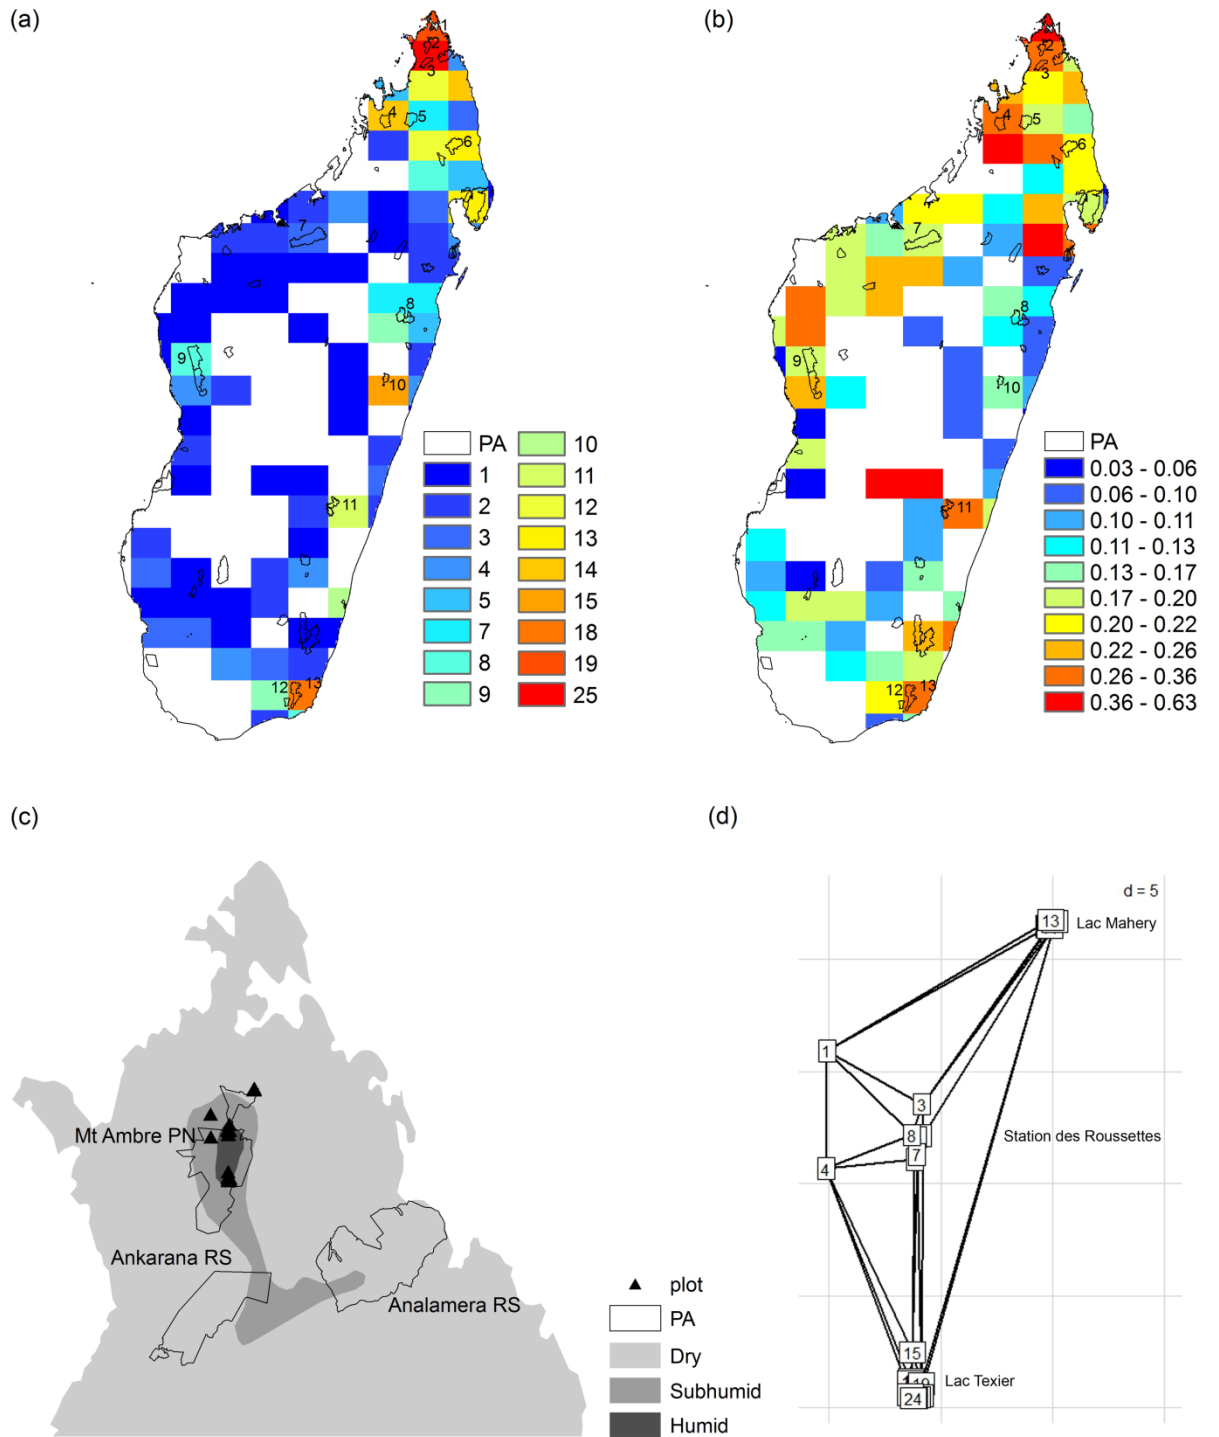 (a)
1
2
3
4
5
6
7
8
9
10
11
12
13
PA
1
2
3
4
5
7
8
9
10
11
12
13
14
15
18
19
25
(b)
1
2
3
4
5
6
7
8
9
10
11
12
13
PA
0.03 - 0.06
0.06 - 0.10
0.10 - 0.11
0.11 - 0.13
0.13 - 0.17
0.17 - 0.20
0.20 - 0.22
0.22 - 0.26
0.26 - 0.36
0.36 - 0.63
(c)
Mt Ambre PN
Ankarana RS
Analamera RS
plot
PA
Dry
Subhumid
Humid
(d)
d = 5
13
Lac Mahery
1
3
8
Station des Roussettes
7
4
15
Lac Texier
24